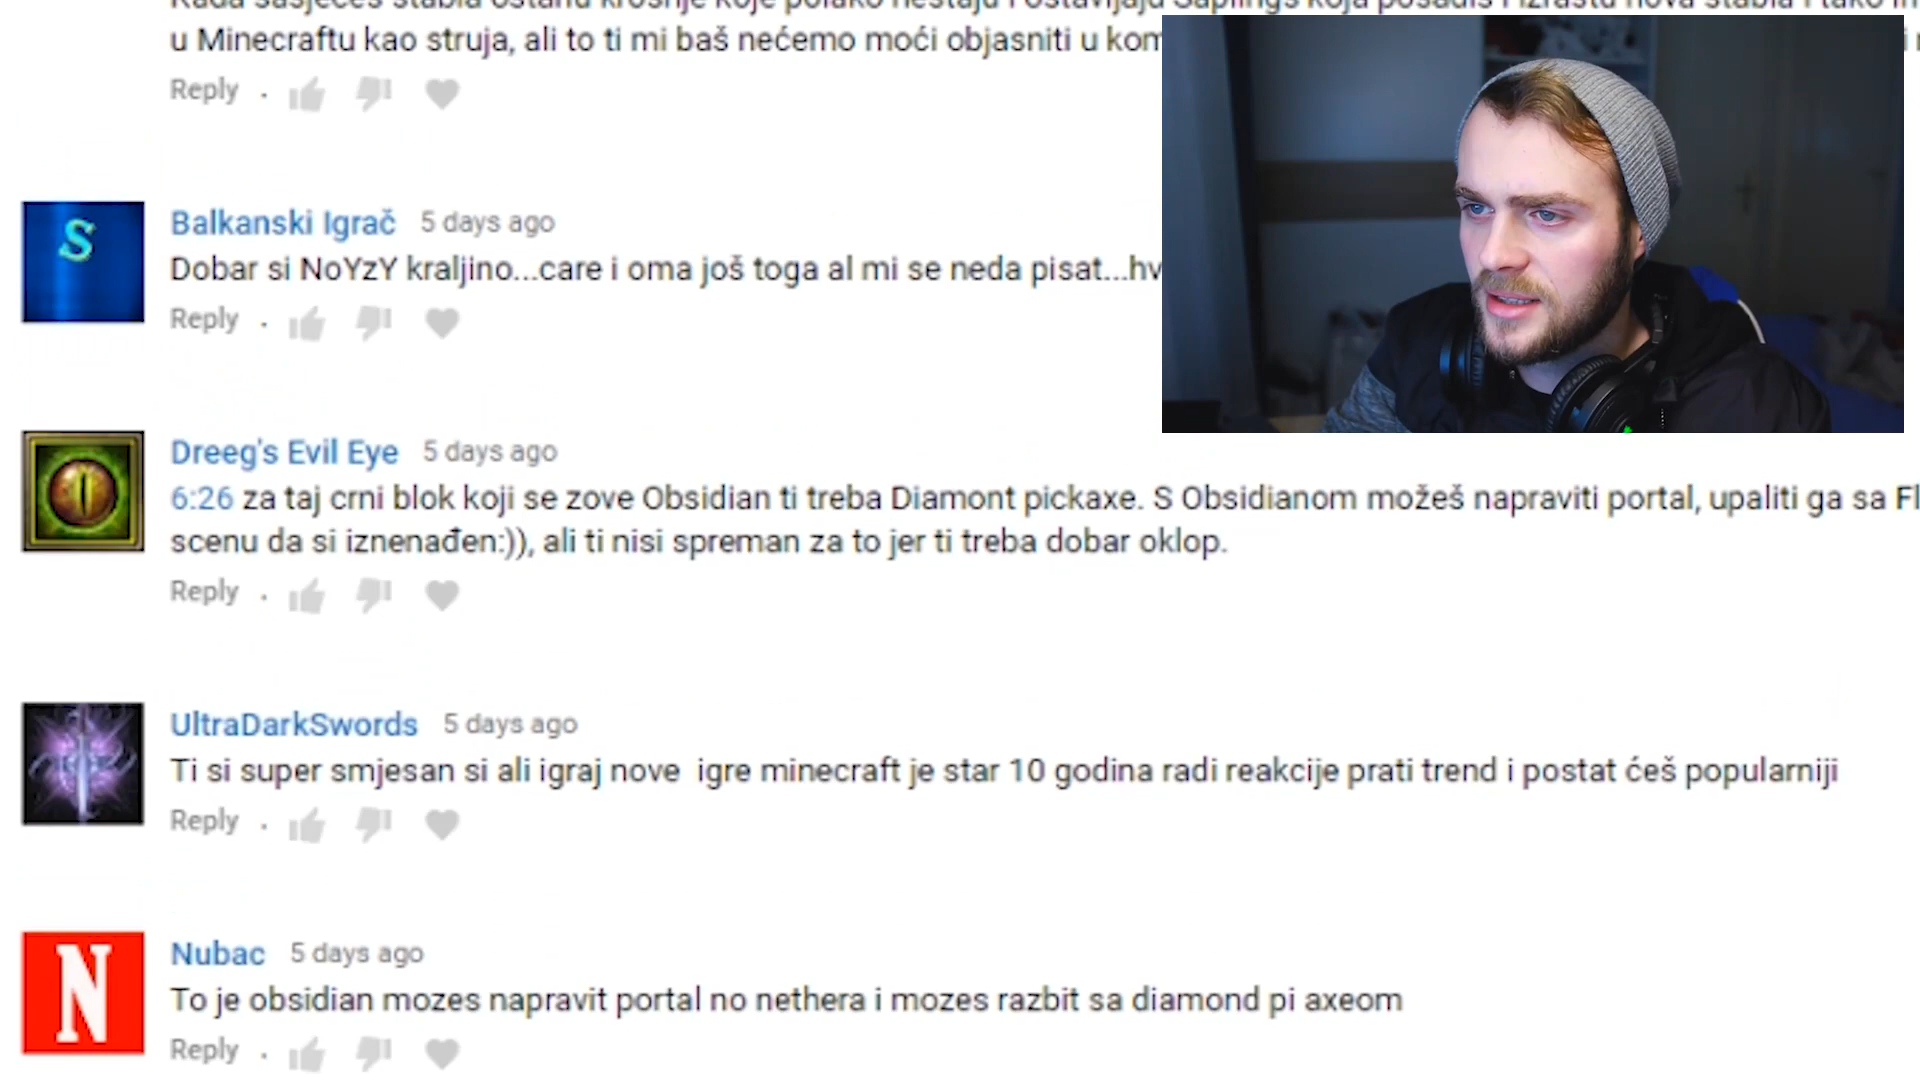 u Minecraftu kao struja, ali to ti mi baš nećemo moći objasniti u kom
Reply .
S
Balkanski Igrač 5 days ago
Dobar si NoYzY kraljino...care i oma još toga al mi se neda pisat...hv
Reply .
Dreeg's Evil Eye 5 days ago
6:26 za taj crni blok koji se zove Obsidian ti treba Diamont pickaxe. S Obsidianom možeš napraviti portal, upaliti ga sa Fl
scenu da si iznenađen:)), ali ti nisi spreman za to jer ti treba dobar oklop.
Reply .
UltraDarkSwords 5 days ago
Ti si super smjesan si ali igraj nove igre minecraft je star 10 godina radi reakcije prati trend i postat ćeš popularniji
Reply .
N
Nubac 5 days ago
To je obsidian mozes napravit portal no nethera i mozes razbit sa diamond pi axeom
Reply .